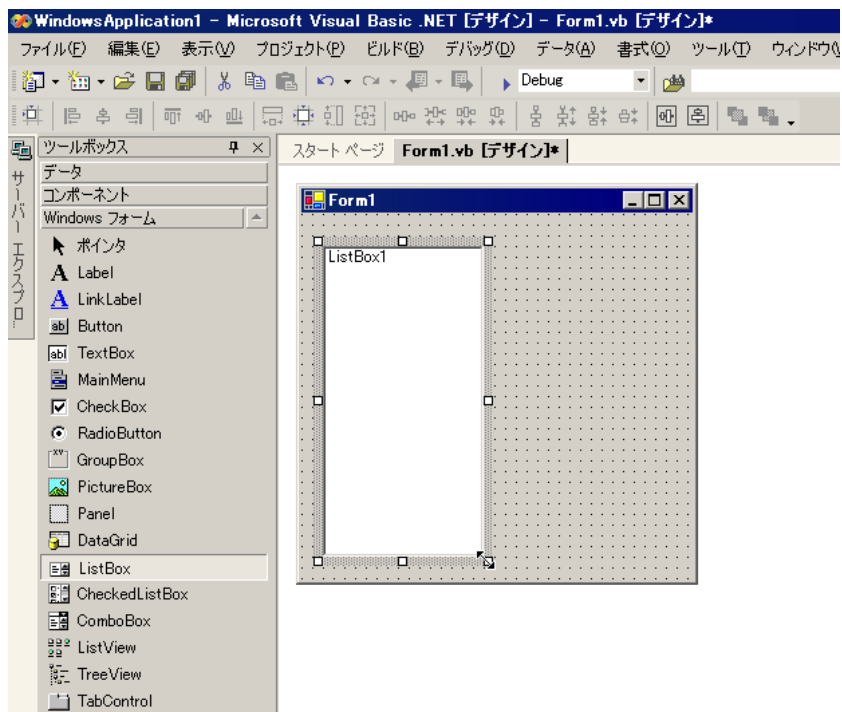 WindowsApplication1 - Microsoft Visual Basic .NET [デザイン] - Form1.vb [デザイン]*
ファイル(F) 編集(E) 表示(V) プロジェクト(P) ビルド(B) デバッグ(D) データ(A) 書式(O) ツール(T) ウィンドウ(
Debug
ツールボックス
スタート ページ Form1.vb [デザイン]*
サーバー エクスプロ...
データ
コンポーネント
Windows フォーム
ポインタ
A Label
A LinkLabel
ab Button
abl TextBox
MainMenu
CheckBox
RadioButton
XY GroupBox
PictureBox
Panel
DataGrid
ListBox
CheckedListBox
ComboBox
ListView
TreeView
TabControl
Form1
ListBox1